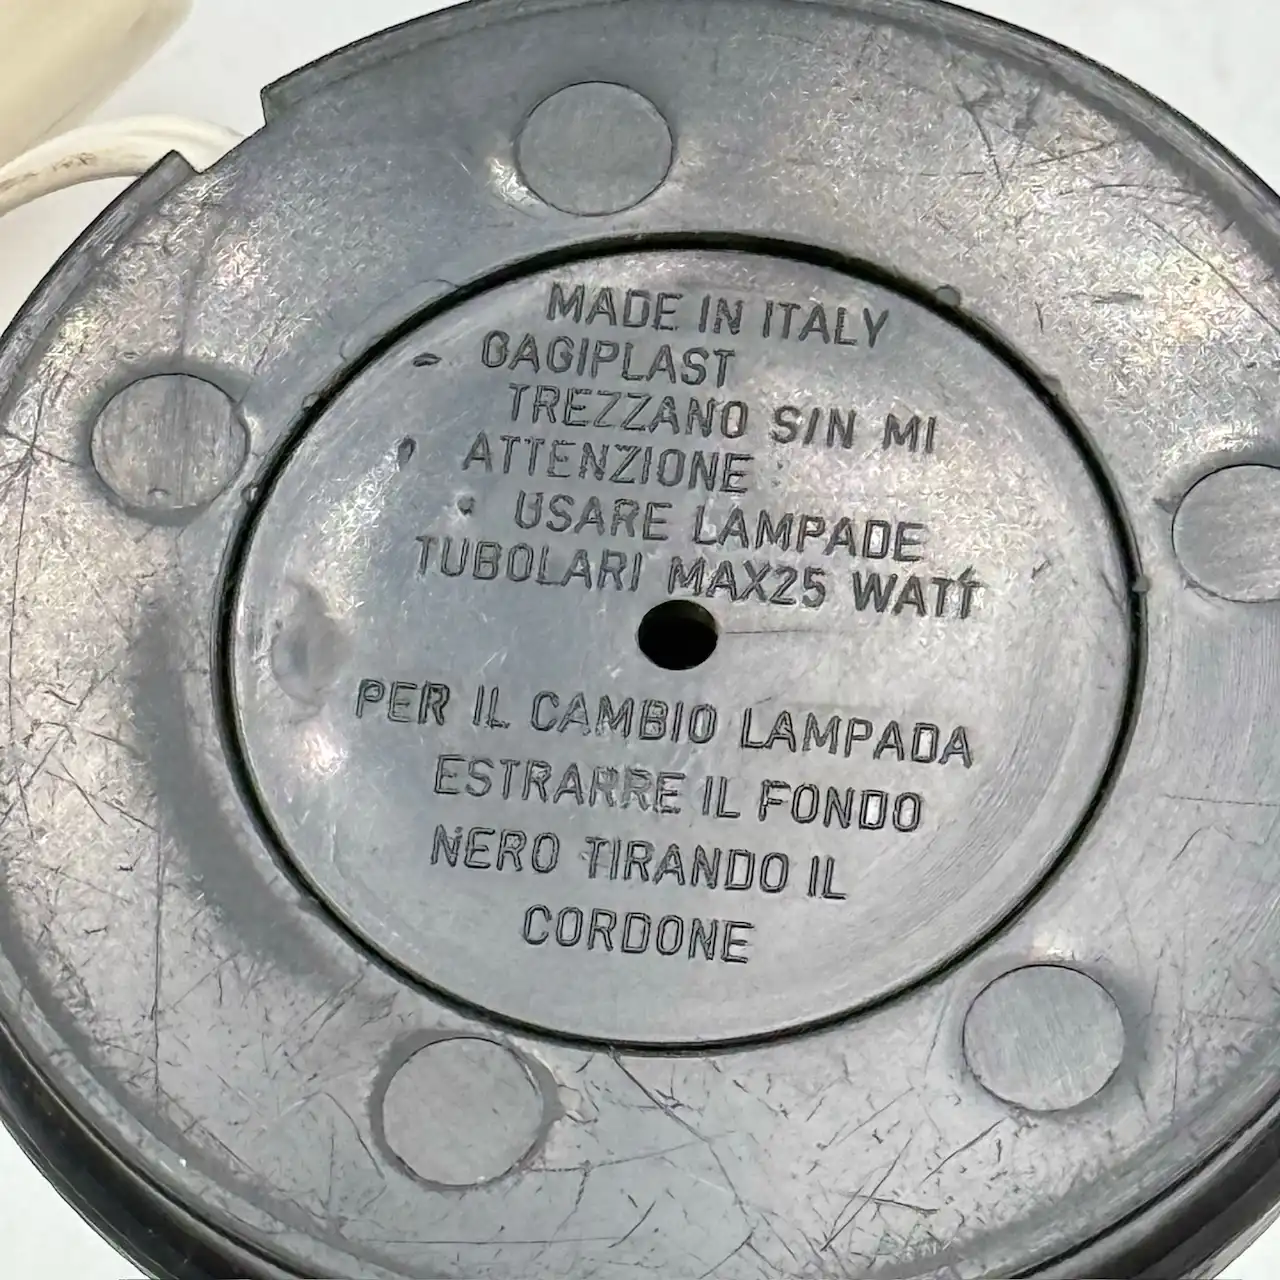 MADE IN ITALY
GAGIPLAST
TREZZANO S/N MI
ATTENZIONE
USARE LAMPADE
TUBOLARI MAX25 WATT
PER IL CAMBIO LAMPADA
ESTRARRE IL FONDO
NERO TIRANDO IL
CORDONE